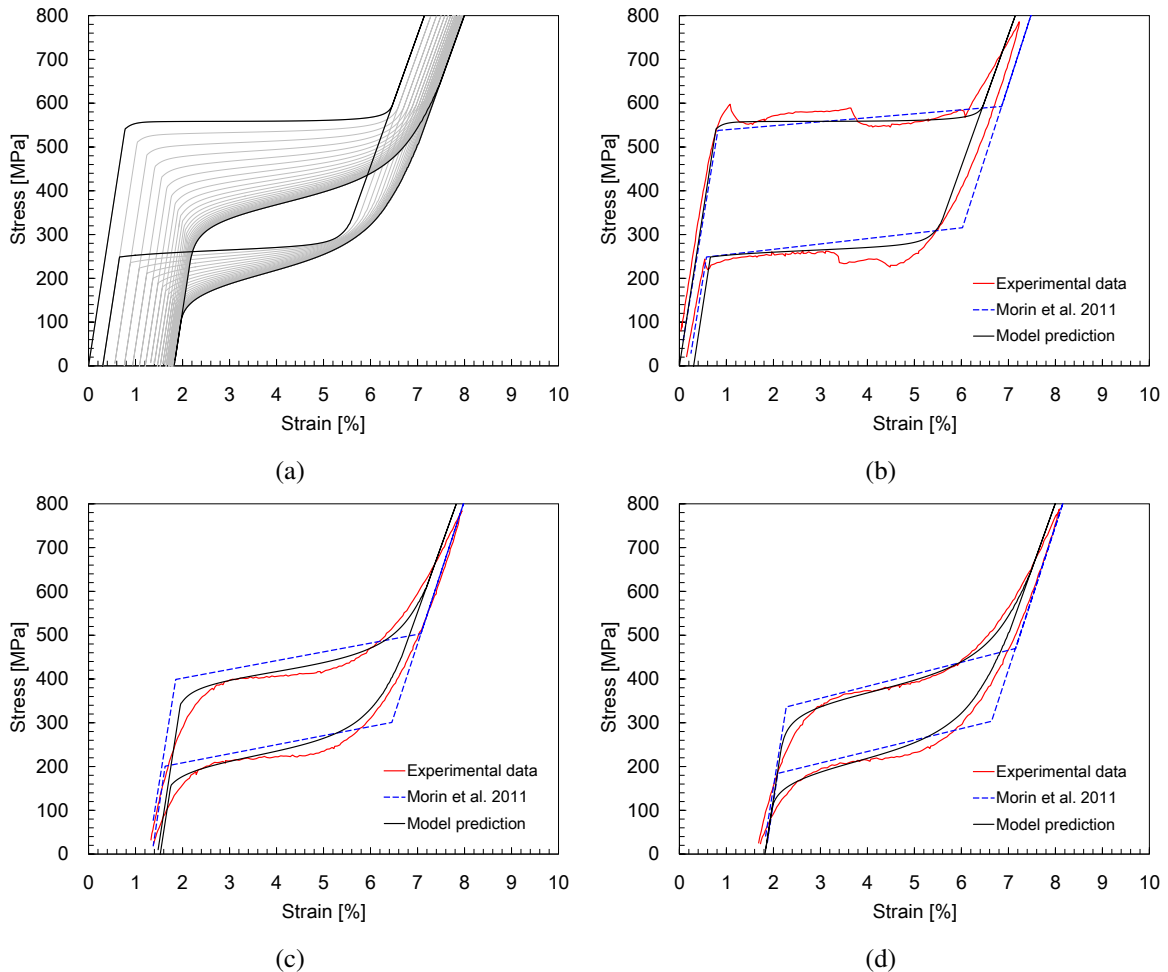 800
700
600
500
400
300
200
100
0
Stress [MPa]
0 1 2 3 4 5 6 7 8 9 10
Strain [%]
(a)
800
700
600
500
400
300
200
100
0
Stress [MPa]
Experimental data
Morin et al. 2011
Model prediction
0 1 2 3 4 5 6 7 8 9 10
Strain [%]
(b)
800
700
600
500
400
300
200
100
0
Stress [MPa]
Experimental data
Morin et al. 2011
Model prediction
0 1 2 3 4 5 6 7 8 9 10
Strain [%]
(c)
800
700
600
500
400
300
200
100
0
Stress [MPa]
Experimental data
Morin et al. 2011
Model prediction
0 1 2 3 4 5 6 7 8 9 10
Strain [%]
(d)